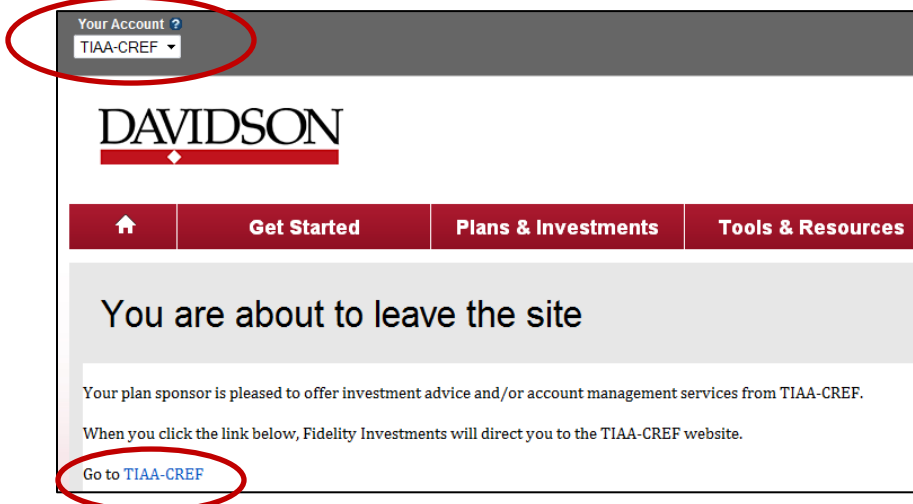 Your Account ?
TIAA-CREF
DAVIDSON
Get Started
Plans & Investments
Tools & Resources
You are about to leave the site
Your plan sponsor is pleased to offer investment advice and/or account management services from TIAA-CREF.
When you click the link below, Fidelity Investments will direct you to the TIAA-CREF website.
Go to TIAA-CREF